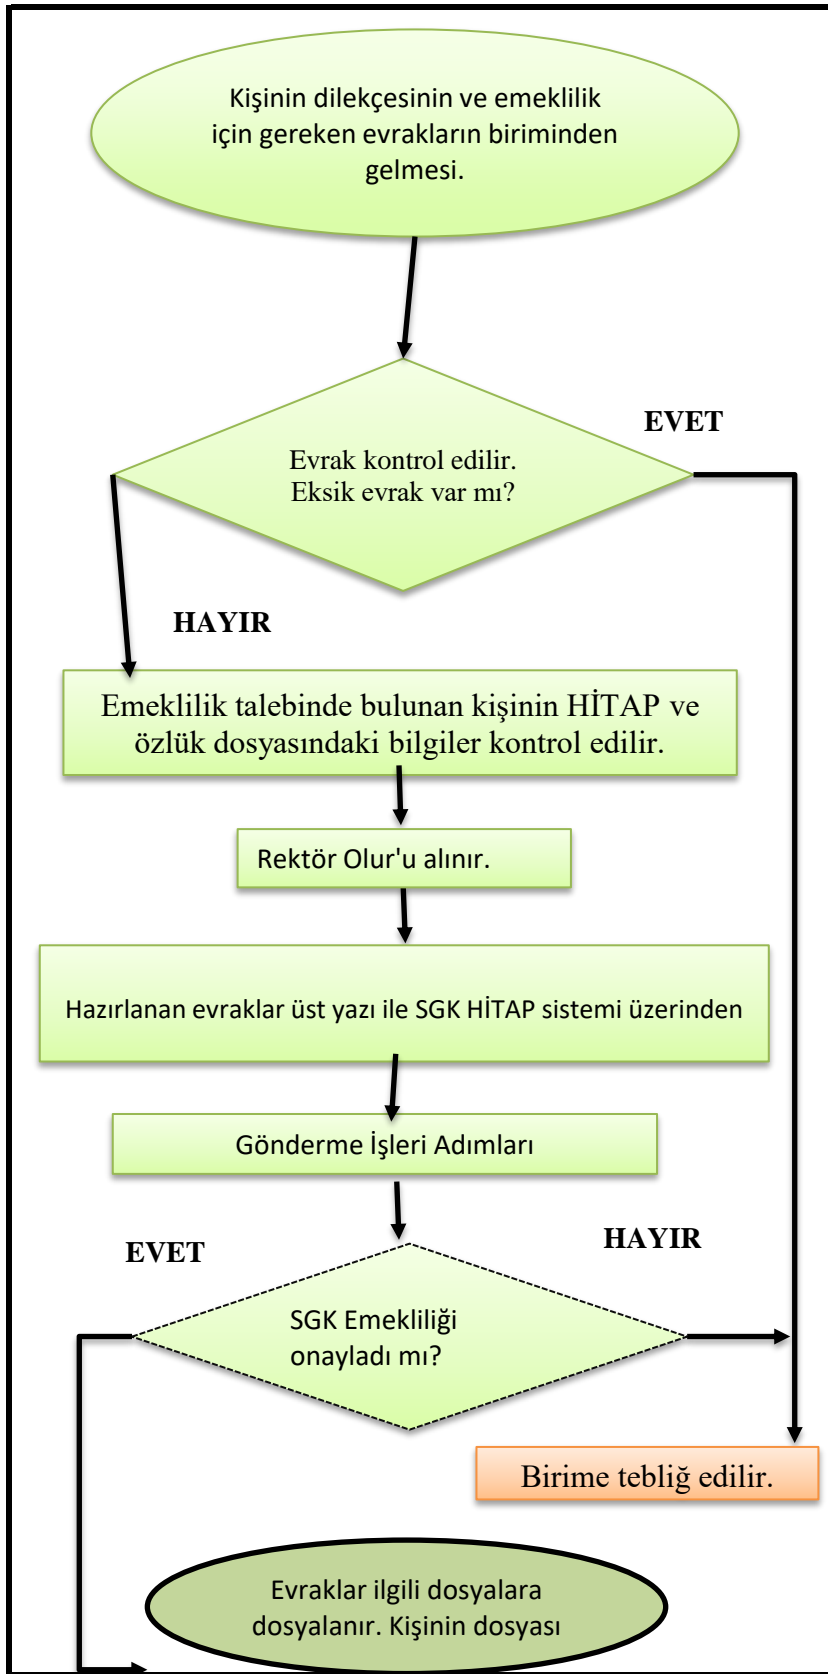 Kişinin dilekçesinin ve emeklilik
için gereken evrakların biriminden
gelmesi.
EVET
Evrak kontrol edilir.
Eksik evrak var mı?
HAYIR
Emeklilik talebinde bulunan kişinin HİTAP ve
özlük dosyasındaki bilgiler kontrol edilir.
Rektör Olur'u alınır.
Hazırlanan evraklar üst yazı ile SGK HİTAP sistemi üzerinden
Gönderme İşleri Adımları
EVET
HAYIR
SGK Emekliliği
onayladı mı?
Birime tebliğ edilir.
Evraklar ilgili dosyalara
dosyalanır. Kişinin dosyası